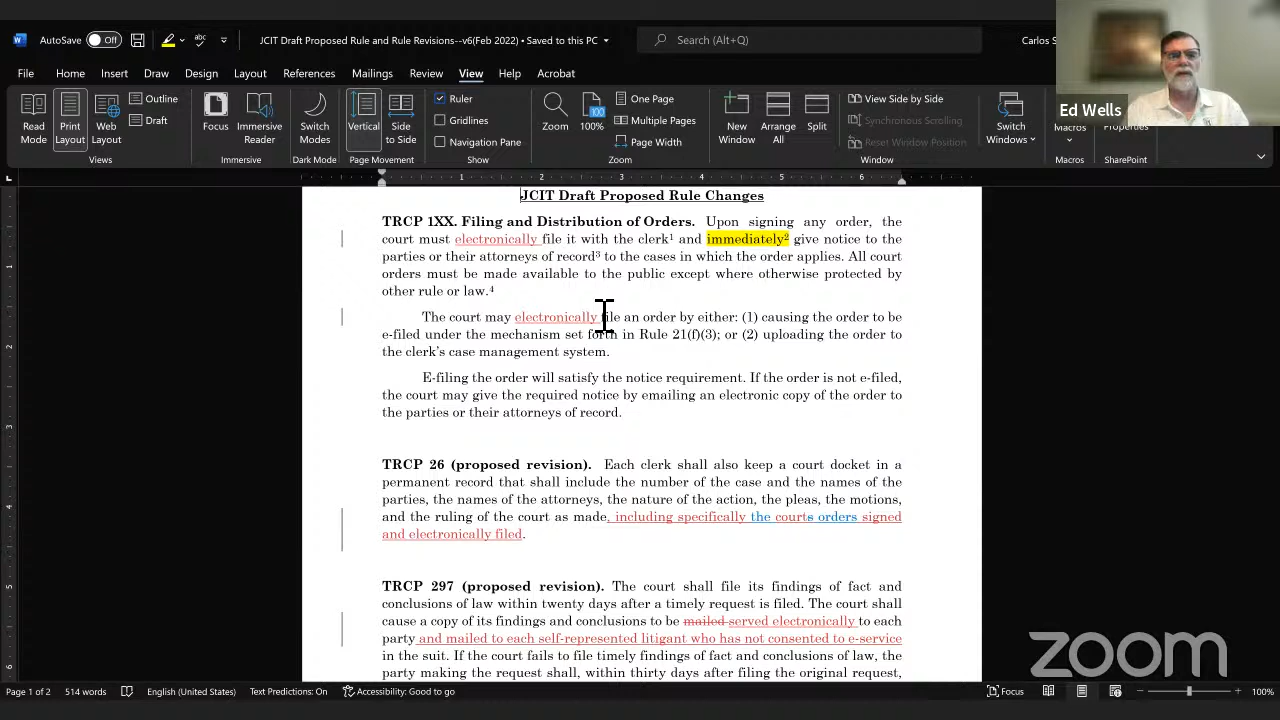 AutoSave Off JCIT Draft Proposed Rule and Rule Revisions--v6(Feb 2022) • Saved to this PC Search (Alt+Q) Carlos S
File Home Insert Draw Design Layout References Mailings Review View Help Acrobat
Ed Wells
Read Mode
Print Layout
Web Layout
Outline
Draft
Views
Focus
Immersive Reader
Immersive
Switch Modes
Dark Mode
Vertical
Side to Side
Page Movement
Ruler
Gridlines
Navigation Pane
Show
Zoom
100%
One Page
Multiple Pages
Page Width
Zoom
New Window
Arrange All
Split
View Side by Side
Synchronous Scrolling
Reset Window Position
Window
Switch Windows
Macros
Macros
Properties
SharePoint
1 2 3 4 5 6
JCIT Draft Proposed Rule Changes
TRCP 1XX. Filing and Distribution of Orders. Upon signing any order, the
court must electronically file it with the clerk¹ and immediately² give notice to the
parties or their attorneys of record³ to the cases in which the order applies. All court
orders must be made available to the public except where otherwise protected by
other rule or law.⁴
The court may electronically file an order by either: (1) causing the order to be
e-filed under the mechanism set forth in Rule 21(f)(3); or (2) uploading the order to
the clerk's case management system.
E-filing the order will satisfy the notice requirement. If the order is not e-filed,
the court may give the required notice by emailing an electronic copy of the order to
the parties or their attorneys of record.
TRCP 26 (proposed revision). Each clerk shall also keep a court docket in a
permanent record that shall include the number of the case and the names of the
parties, the names of the attorneys, the nature of the action, the pleas, the motions,
and the ruling of the court as made, including specifically the courts orders signed
and electronically filed.
TRCP 297 (proposed revision). The court shall file its findings of fact and
conclusions of law within twenty days after a timely request is filed. The court shall
cause a copy of its findings and conclusions to be mailed served electronically to each
party and mailed to each self-represented litigant who has not consented to e-service
in the suit. If the court fails to file timely findings of fact and conclusions of law, the
party making the request shall, within thirty days after filing the original request,
zoom
Page 1 of 2 514 words English (United States) Text Predictions: On Accessibility: Good to go Focus 100%